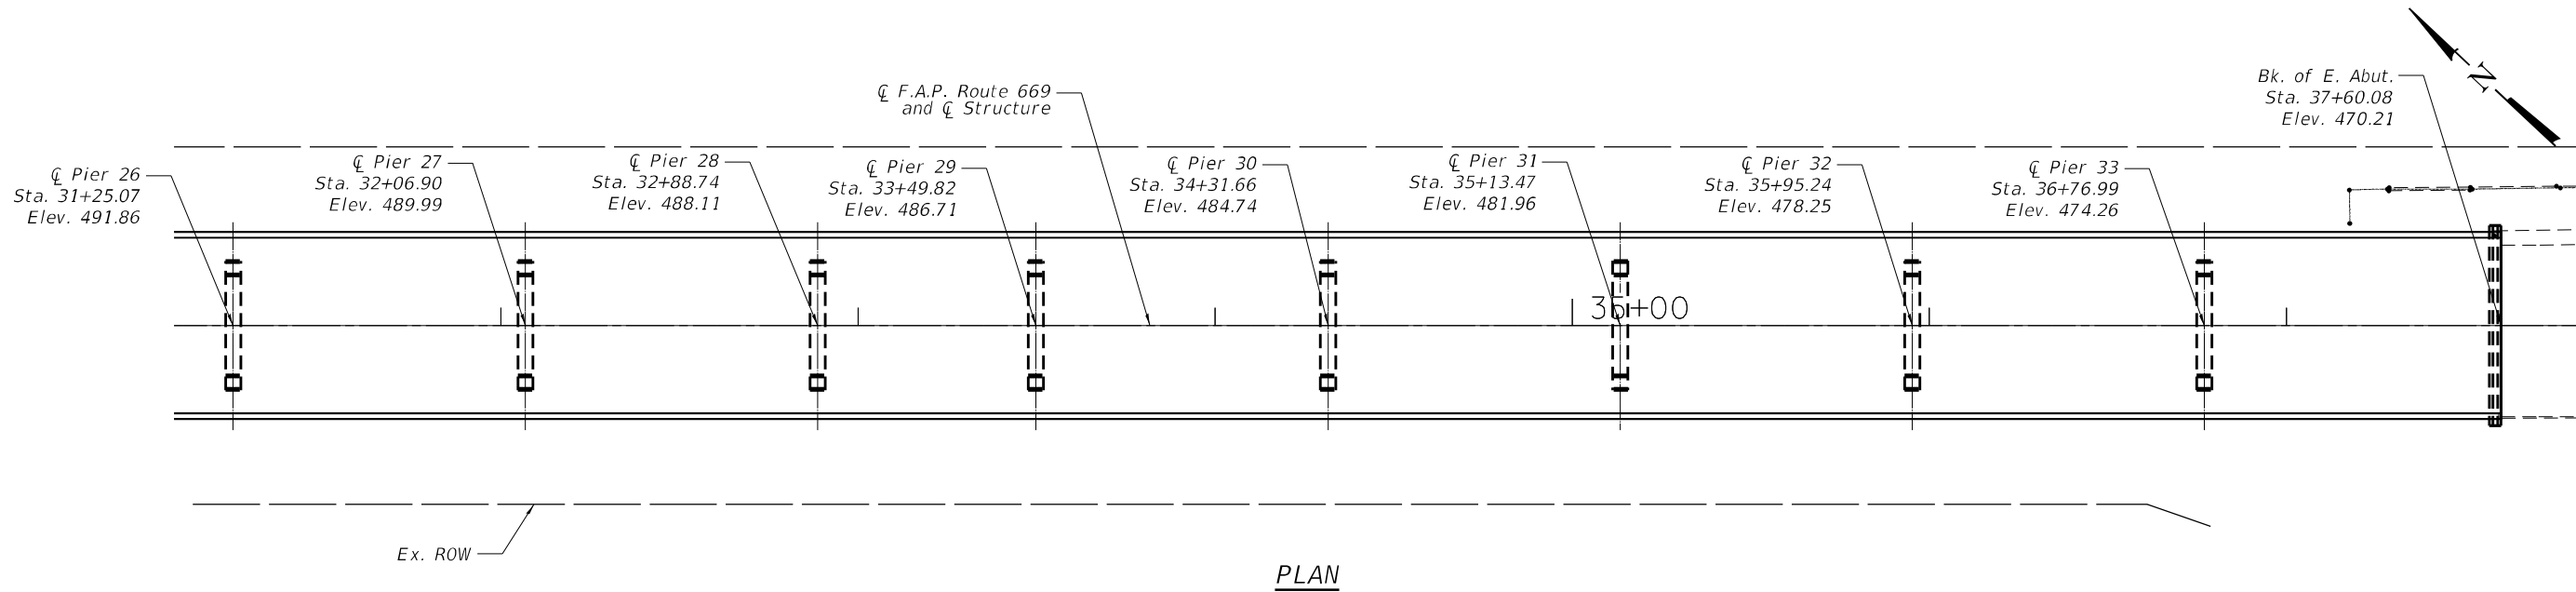 ℄ Pier 26
Sta. 31+25.07
Elev. 491.86
℄ Pier 27
Sta. 32+06.90
Elev. 489.99
℄ Pier 28
Sta. 32+88.74
Elev. 488.11
℄ Pier 29
Sta. 33+49.82
Elev. 486.71
℄ F.A.P. Route 669
and ℄ Structure
℄ Pier 30
Sta. 34+31.66
Elev. 484.74
℄ Pier 31
Sta. 35+13.47
Elev. 481.96
℄ Pier 32
Sta. 35+95.24
Elev. 478.25
℄ Pier 33
Sta. 36+76.99
Elev. 474.26
Bk. of E. Abut.
Sta. 37+60.08
Elev. 470.21
N
35+00
Ex. ROW
PLAN